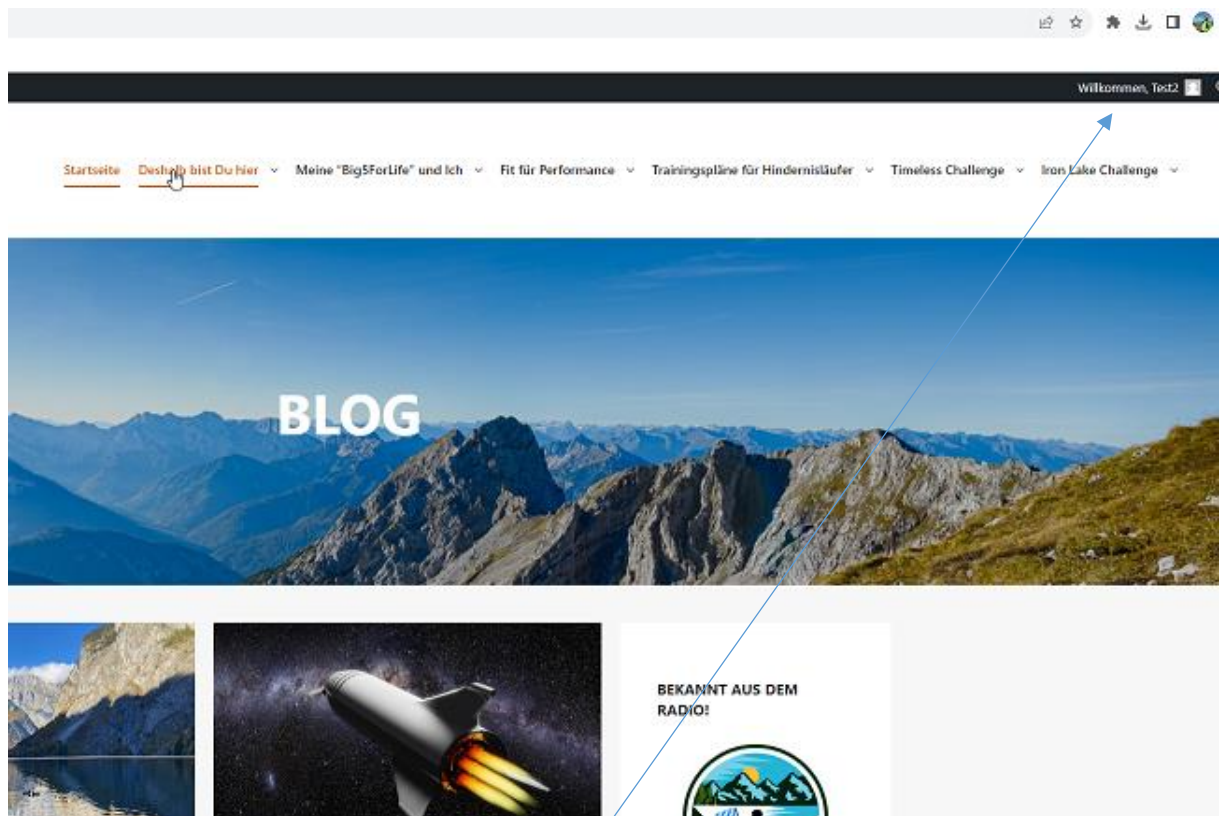 Willkommen, Test2
Startseite Deshalb bist Du hier Meine "Big5ForLife" und Ich Fit für Performance Trainingspläne für Hindernisläufer Timeless Challenge Iron Lake Challenge
BLOG
BEKANNT AUS DEM
RADIO!